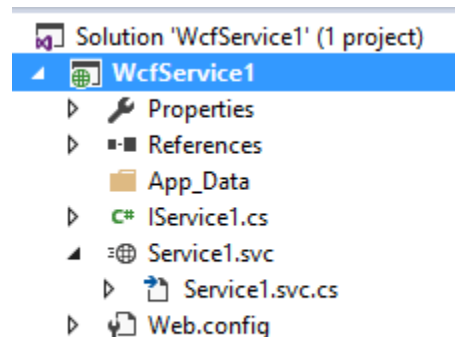 Solution 'WcfService1' (1 project)
WcfService1
Properties
References
App_Data
C# IService1.cs
Service1.svc
Service1.svc.cs
Web.config